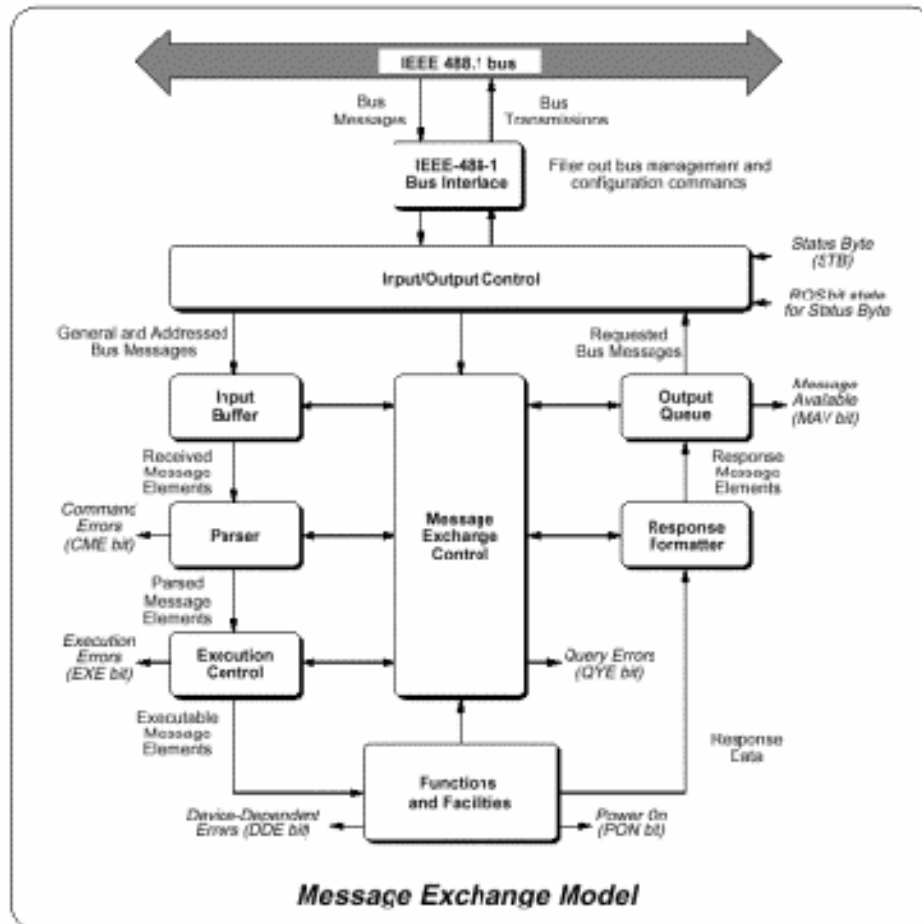 IEEE 488.1 bus
Bus
Messages
Bus
Transmissions
IEEE-488-1
Bus Interface
Filter out bus management and
configuration commands
Input/Output Control
Status Byte
(STB)
RQS bit state
for Status Byte
General and Addressed
Bus Messages
Requested
Bus Messages
Input
Buffer
Output
Queue
Message
Available
(MAV bit)
Received
Message
Elements
Response
Message
Elements
Command
Errors
(CME bit)
Parser
Message
Exchange
Control
Response
Formatter
Parsed
Message
Elements
Execution
Errors
(EXE bit)
Execution
Control
Query Errors
(QYE bit)
Executable
Message
Elements
Response
Data
Functions
and Facilities
Device-Dependent
Errors (DDE bit)
Power On
(PON bit)
Message Exchange Model